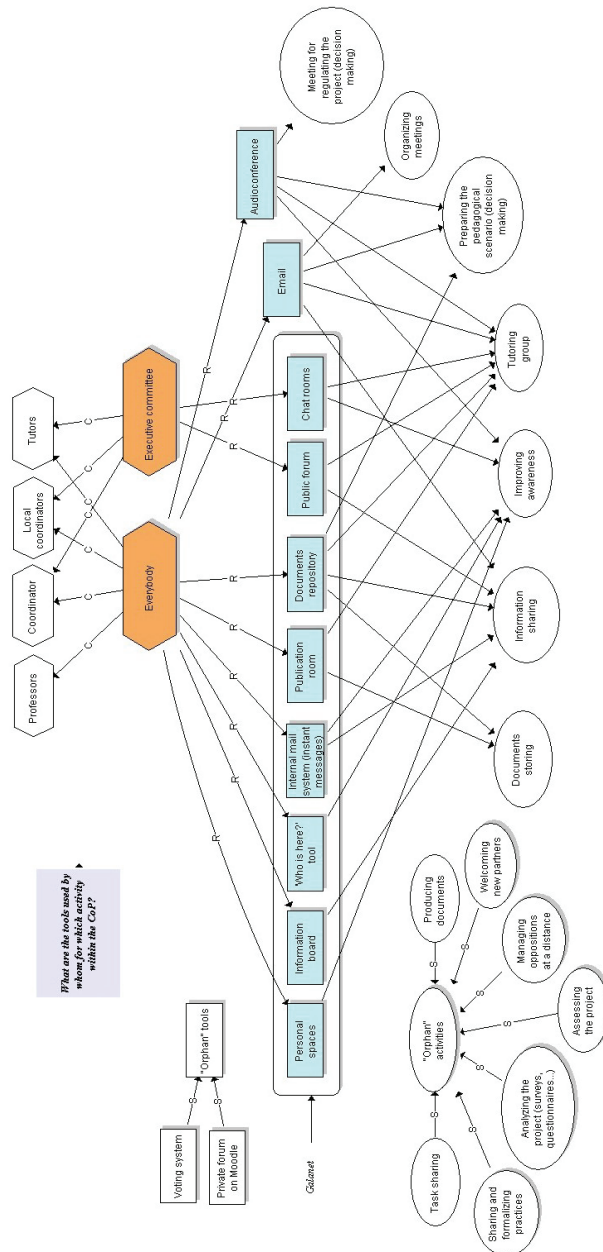 What are the tools used by
whom for which activity
within the CoP?
Professors
Coordinator
Local
coordinators
Tutors
C
C
C
C
C
C
C
Everybody
Executive committee
Voting system
Private forum
on Moodle
S
S
"Orphan" tools
R
R
R
R
R
R
R
R
R
R
Galanet
Personal
spaces
Information
board
'Who is here?'
tool
Internal mail
system (instant
messages)
Publication
room
Documents
repository
Public forum
Chat rooms
Email
Audioconference
Task sharing
Sharing and
formalizing
practices
Analyzing the
project (surveys,
questionnaires...)
Assessing
the project
Managing
oppositions
at a distance
Welcoming
new partners
Producing
documents
S
S
S
S
S
S
S
"Orphan"
activities
Documents
storing
Information
sharing
Improving
awareness
Tutoring
group
Preparing the
pedagogical
scenario (decision
making)
Organizing
meetings
Meeting for
regulating the
project (decision
making)